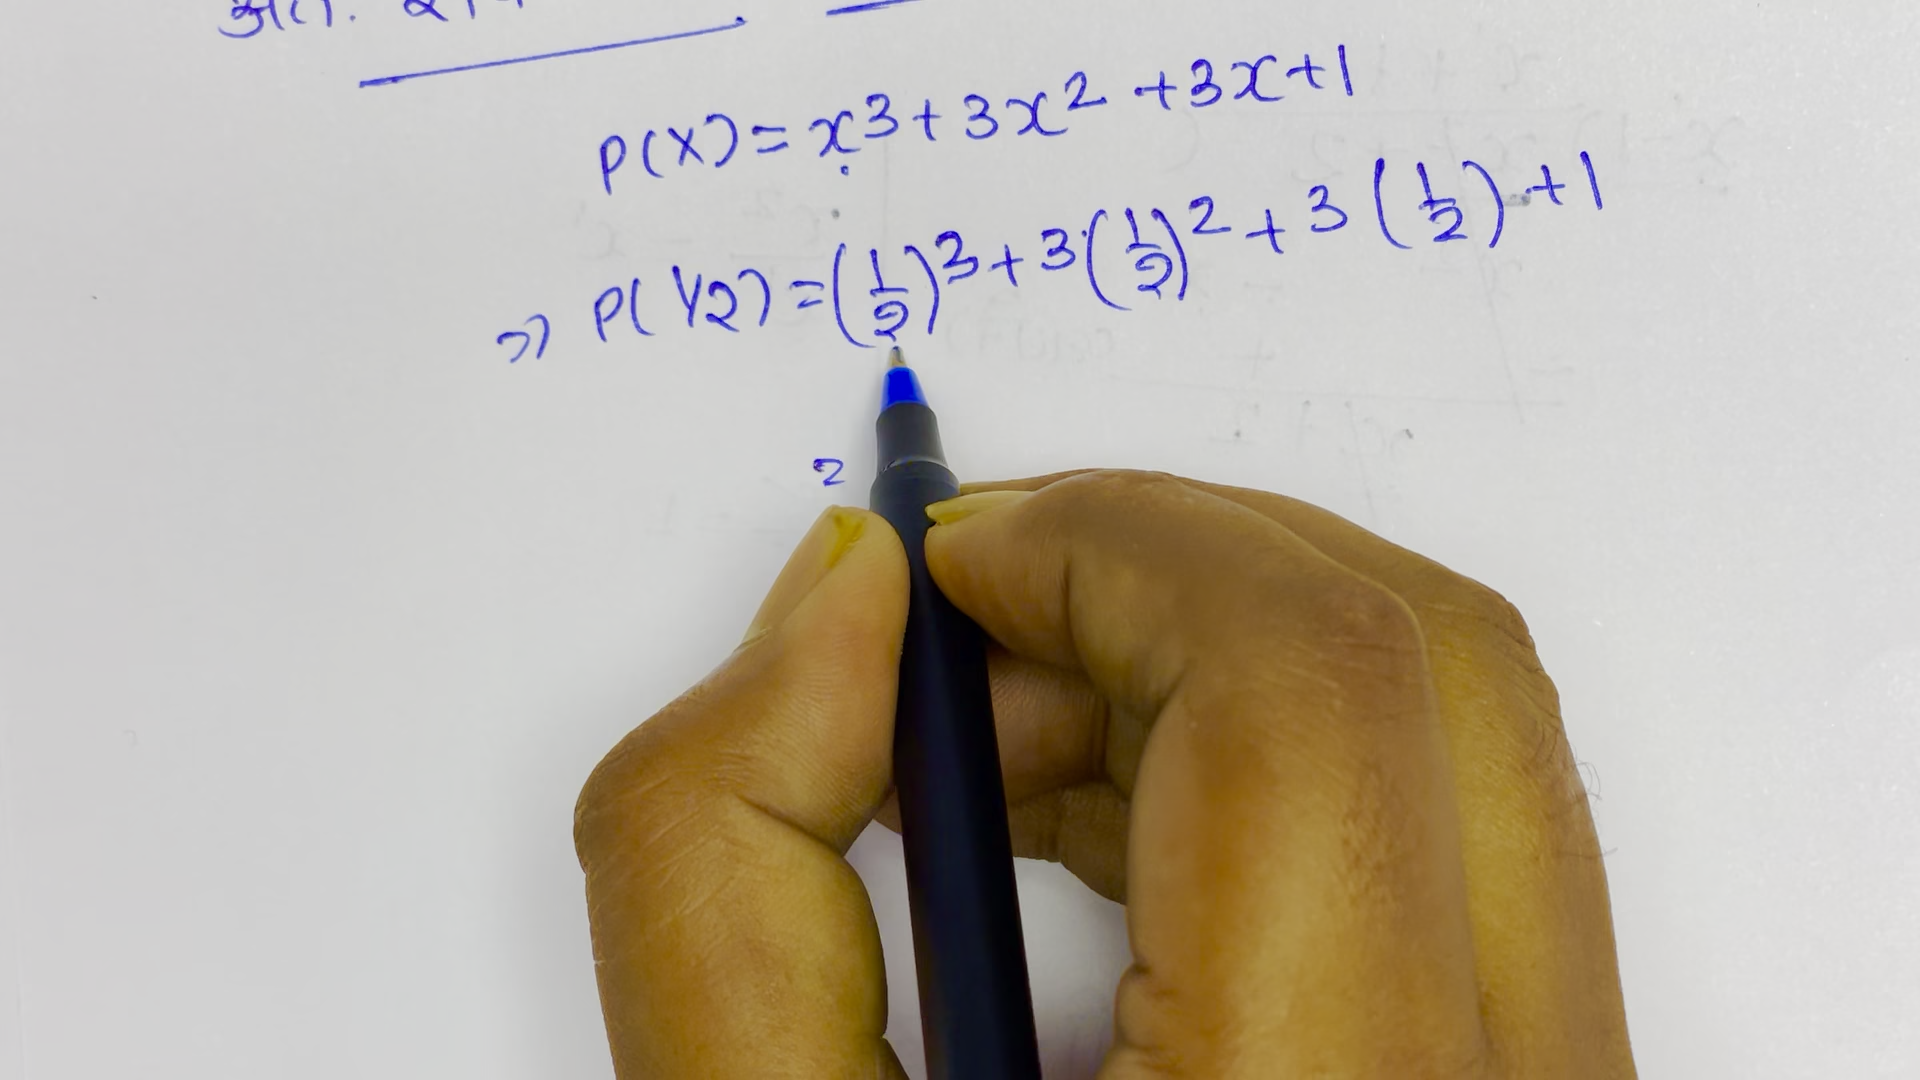 P(x) = x³ + 3x² + 3x + 1
⇒ P(1/2) = (1/2)³ + 3(1/2)² + 3(1/2) + 1
2